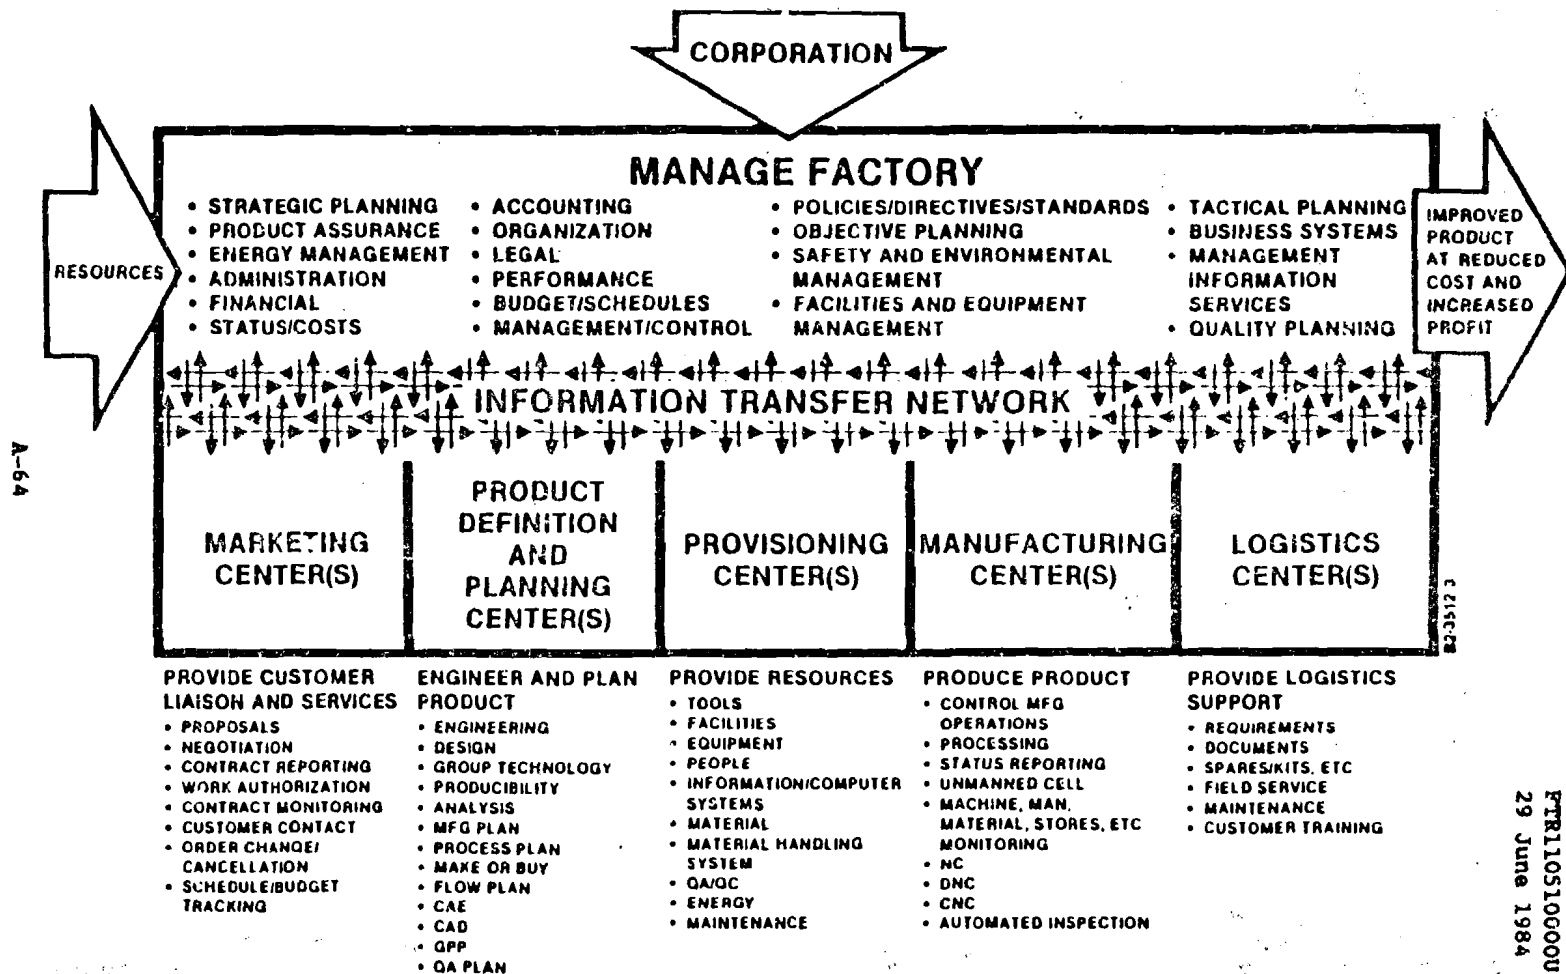 CORPORATION
RESOURCES
MANAGE FACTORY
• STRATEGIC PLANNING
• PRODUCT ASSURANCE
• ENERGY MANAGEMENT
• ADMINISTRATION
• FINANCIAL
• STATUS/COSTS
• ACCOUNTING
• ORGANIZATION
• LEGAL
• PERFORMANCE
• BUDGET/SCHEDULES
• MANAGEMENT/CONTROL
• POLICIES/DIRECTIVES/STANDARDS
• OBJECTIVE PLANNING
• SAFETY AND ENVIRONMENTAL
MANAGEMENT
• FACILITIES AND EQUIPMENT
MANAGEMENT
• TACTICAL PLANNING
• BUSINESS SYSTEMS
• MANAGEMENT
INFORMATION
SERVICES
• QUALITY PLANNING
IMPROVED
PRODUCT
AT REDUCED
COST AND
INCREASED
PROFIT
INFORMATION TRANSFER NETWORK
MARKETING
CENTER(S)
PRODUCT
DEFINITION
AND
PLANNING
CENTER(S)
PROVISIONING
CENTER(S)
MANUFACTURING
CENTER(S)
LOGISTICS
CENTER(S)
82-3512 3
PROVIDE CUSTOMER
LIAISON AND SERVICES
• PROPOSALS
• NEGOTIATION
• CONTRACT REPORTING
• WORK AUTHORIZATION
• CONTRACT MONITORING
• CUSTOMER CONTACT
• ORDER CHANGE/
CANCELLATION
• SCHEDULE/BUDGET
TRACKING
ENGINEER AND PLAN
PRODUCT
• ENGINEERING
• DESIGN
• GROUP TECHNOLOGY
• PRODUCIBILITY
• ANALYSIS
• MFG PLAN
• PROCESS PLAN
• MAKE OR BUY
• FLOW PLAN
• CAE
• CAD
• GPP
• QA PLAN
PROVIDE RESOURCES
• TOOLS
• FACILITIES
• EQUIPMENT
• PEOPLE
• INFORMATION/COMPUTER
SYSTEMS
• MATERIAL
• MATERIAL HANDLING
SYSTEM
• QA/QC
• ENERGY
• MAINTENANCE
PRODUCE PRODUCT
• CONTROL MFG
OPERATIONS
• PROCESSING
• STATUS REPORTING
• UNMANNED CELL
• MACHINE, MAN,
MATERIAL, STORES, ETC
MONITORING
• NC
• DNC
• CNC
• AUTOMATED INSPECTION
PROVIDE LOGISTICS
SUPPORT
• REQUIREMENTS
• DOCUMENTS
• SPARES/KITS, ETC
• FIELD SERVICE
• MAINTENANCE
• CUSTOMER TRAINING
A-64
FTR110510000U
29 June 1984